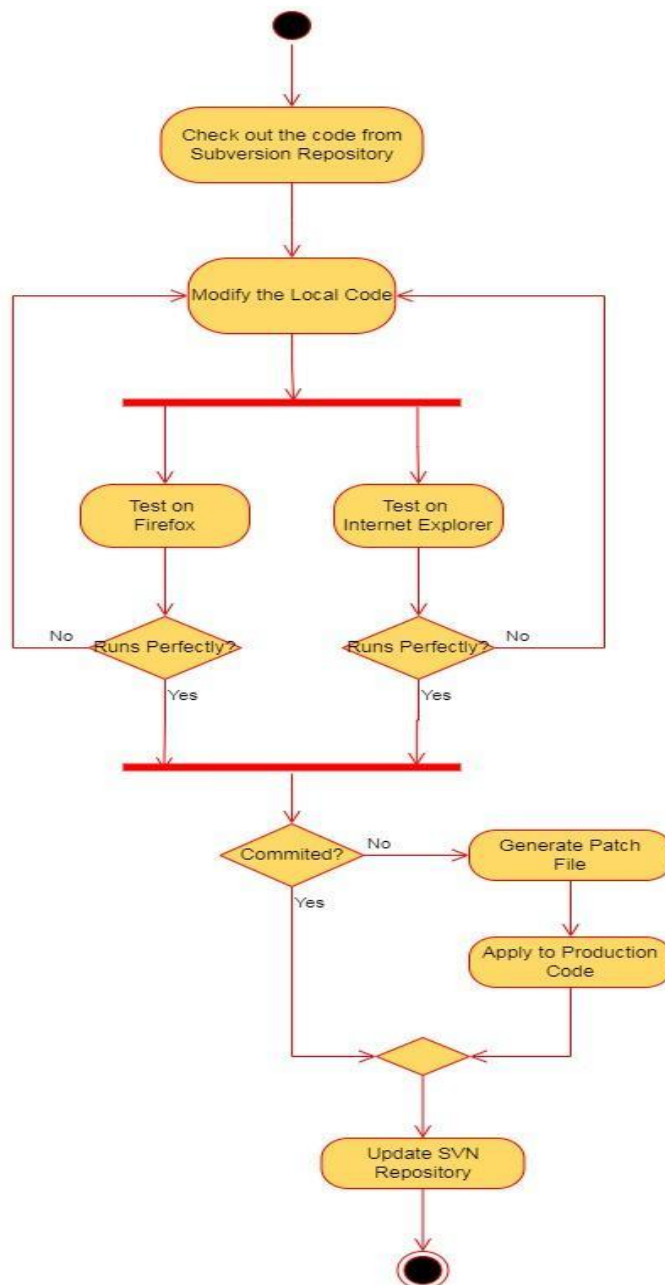 Check out the code from
Subversion Repository
Modify the Local Code
Test on
Firefox
Test on
Internet Explorer
No
Runs Perfectly?
Runs Perfectly?
No
Yes
Yes
Commited?
No
Generate Patch
File
Yes
Apply to Production
Code
Update SVN
Repository